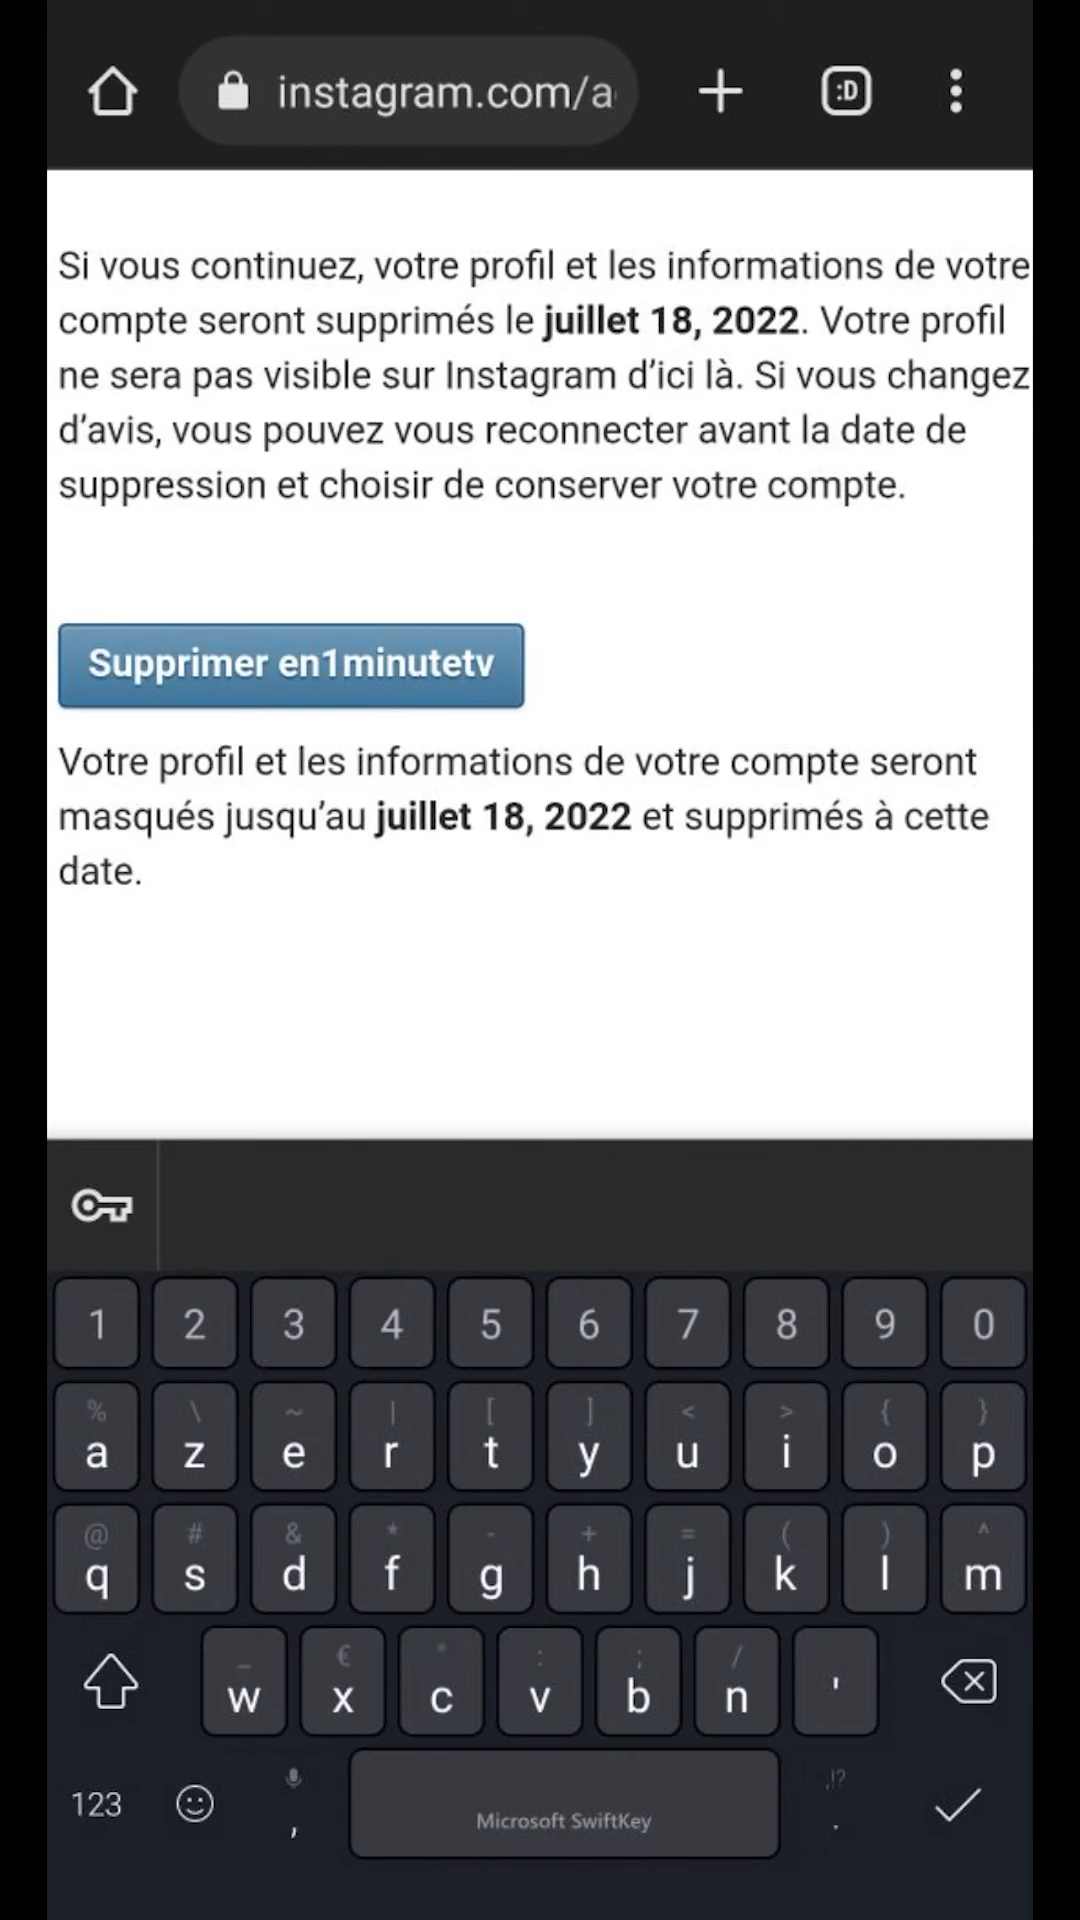 instagram.com/a
:D
Si vous continuez, votre profil et les informations de votre
compte seront supprimés le juillet 18, 2022. Votre profil
ne sera pas visible sur Instagram d’ici là. Si vous changez
d’avis, vous pouvez vous reconnecter avant la date de
suppression et choisir de conserver votre compte.
Supprimer en1minutetv
Votre profil et les informations de votre compte seront
masqués jusqu’au juillet 18, 2022 et supprimés à cette
date.
1 2 3 4 5 6 7 8 9 0
% \ ~ | [ ] < > { }
a z e r t y u i o p
@ # & * - + = ( ) ^
q s d f g h j k l m
_ € " : ; /
w x c v b n '
,!?
123 , Microsoft SwiftKey .